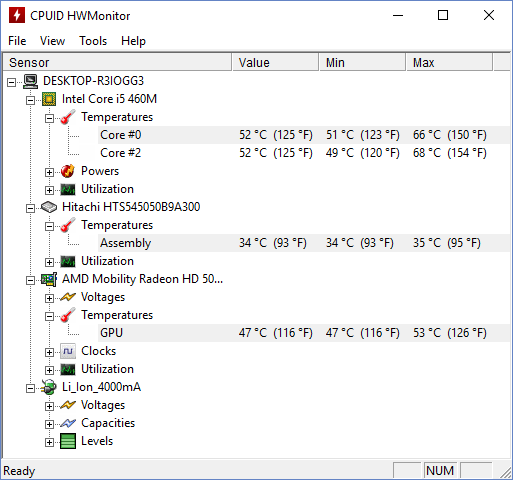 CPUID HWMonitor
File View Tools Help
Sensor Value Min Max
DESKTOP-R3IOGG3
Intel Core i5 460M
Temperatures
Core #0 52 °C (125 °F) 51 °C (123 °F) 66 °C (150 °F)
Core #2 52 °C (125 °F) 49 °C (120 °F) 68 °C (154 °F)
Powers
Utilization
Hitachi HTS545050B9A300
Temperatures
Assembly 34 °C (93 °F) 34 °C (93 °F) 35 °C (95 °F)
Utilization
AMD Mobility Radeon HD 50...
Voltages
Temperatures
GPU 47 °C (116 °F) 47 °C (116 °F) 53 °C (126 °F)
Clocks
Utilization
Li_Ion_4000mA
Voltages
Capacities
Levels
Ready NUM